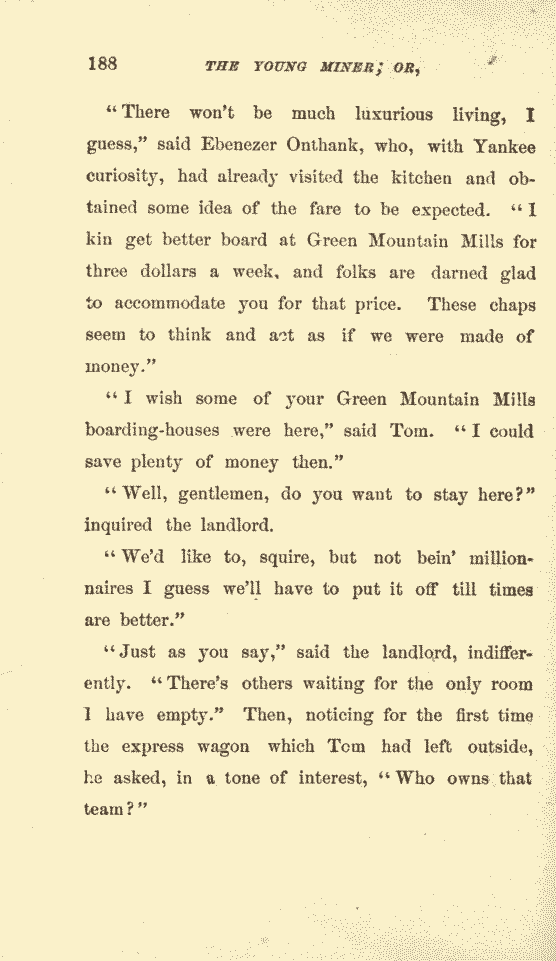 188 THE YOUNG MINER; OR,
“There won't be much luxurious living, I
guess,” said Ebenezer Onthank, who, with Yankee
curiosity, had already visited the kitchen and ob-
tained some idea of the fare to be expected. “I
kin get better board at Green Mountain Mills for
three dollars a week, and folks are darned glad
to accommodate you for that price. These chaps
seem to think and act as if we were made of
money.”
“I wish some of your Green Mountain Mills
boarding-houses were here,” said Tom. “I could
save plenty of money then.”
“Well, gentlemen, do you want to stay here?”
inquired the landlord.
“We'd like to, squire, but not bein' million-
naires I guess we'll have to put it off till times
are better.”
“Just as you say,” said the landlord, indiffer-
ently. “There's others waiting for the only room
I have empty.” Then, noticing for the first time
the express wagon which Tom had left outside,
he asked, in a tone of interest, “Who owns that
team?”